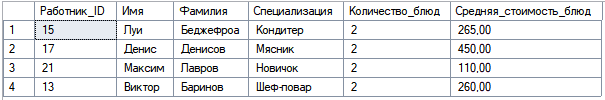 Работник_ID Имя Фамилия Специализация Количество_блюд Средняя_стоимость_блюд
1 15 Луи Беджефроа Кондитер 2 265,00
2 17 Денис Денисов Мясник 2 450,00
3 21 Максим Лавров Новичок 2 110,00
4 13 Виктор Баринов Шеф-повар 2 260,00